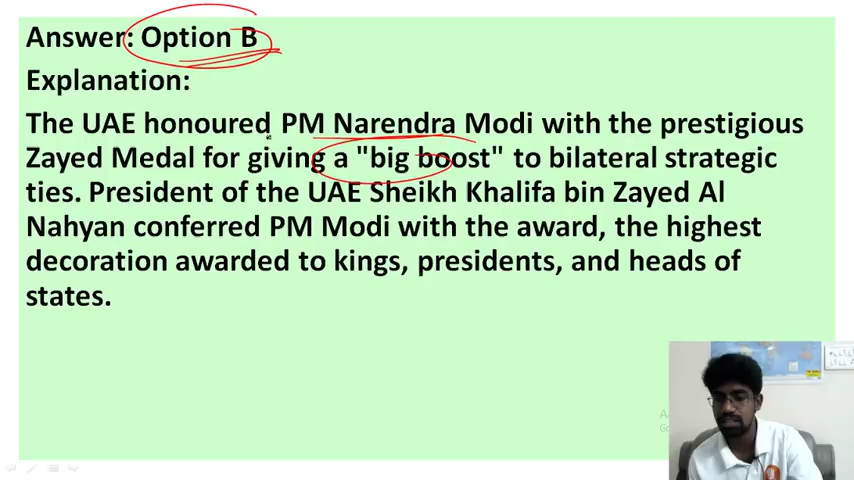 Answer: Option B
Explanation:
The UAE honoured PM Narendra Modi with the prestigious
Zayed Medal for giving a "big boost" to bilateral strategic
ties. President of the UAE Sheikh Khalifa bin Zayed Al
Nahyan conferred PM Modi with the award, the highest
decoration awarded to kings, presidents, and heads of
states.